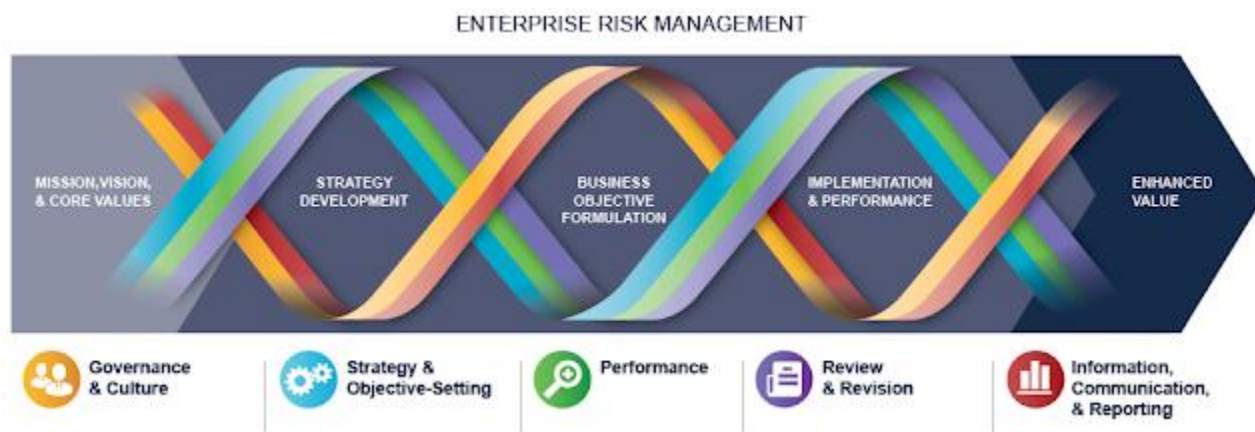 ENTERPRISE RISK MANAGEMENT
MISSION,VISION,
& CORE VALUES
STRATEGY
DEVELOPMENT
BUSINESS
OBJECTIVE
FORMULATION
IMPLEMENTATION
& PERFORMANCE
ENHANCED
VALUE
Governance
& Culture
Strategy &
Objective-Setting
Performance
Review
& Revision
Information,
Communication,
& Reporting